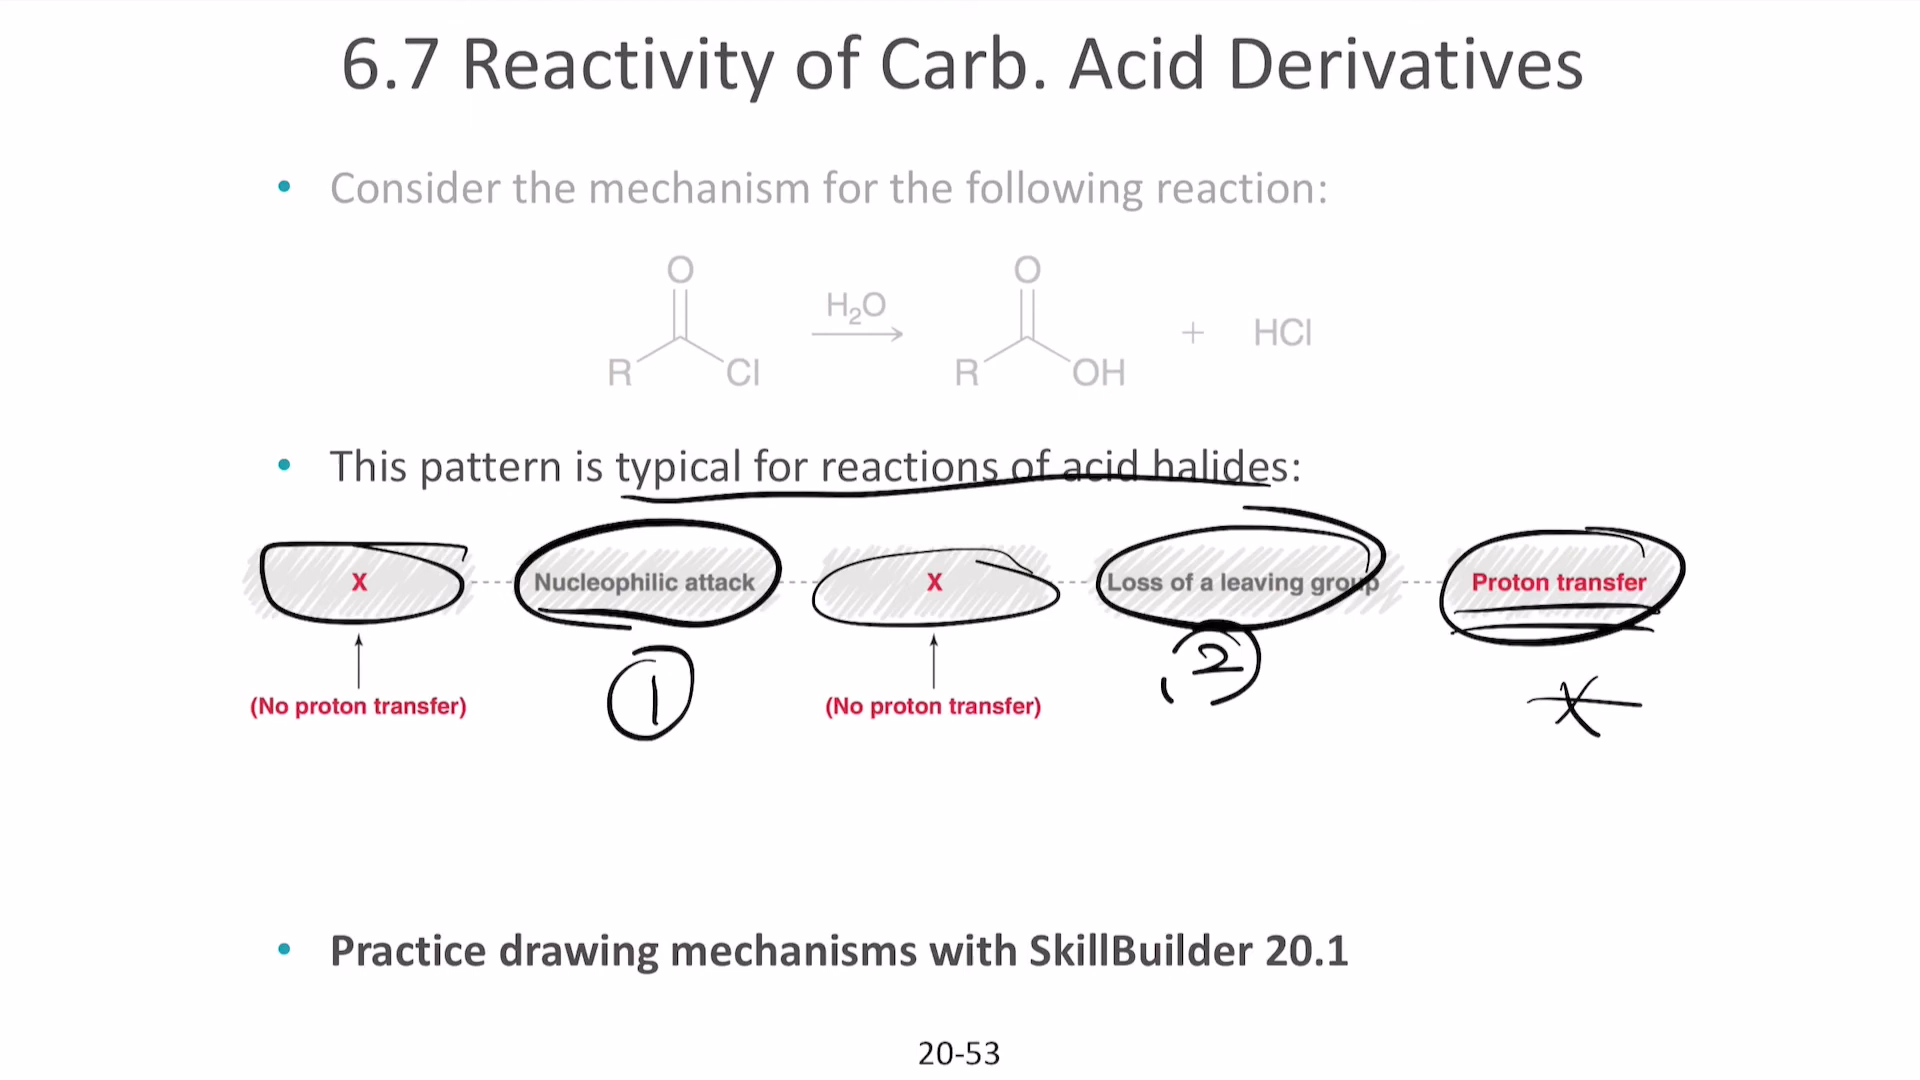 6.7 Reactivity of Carb. Acid Derivatives
• Consider the mechanism for the following reaction:
O O
H2O
R Cl R OH + HCl
• This pattern is typical for reactions of acid halides:
X Nucleophilic attack X Loss of a leaving group Proton transfer
(No proton transfer) 1 (No proton transfer) 2
• Practice drawing mechanisms with SkillBuilder 20.1
20-53